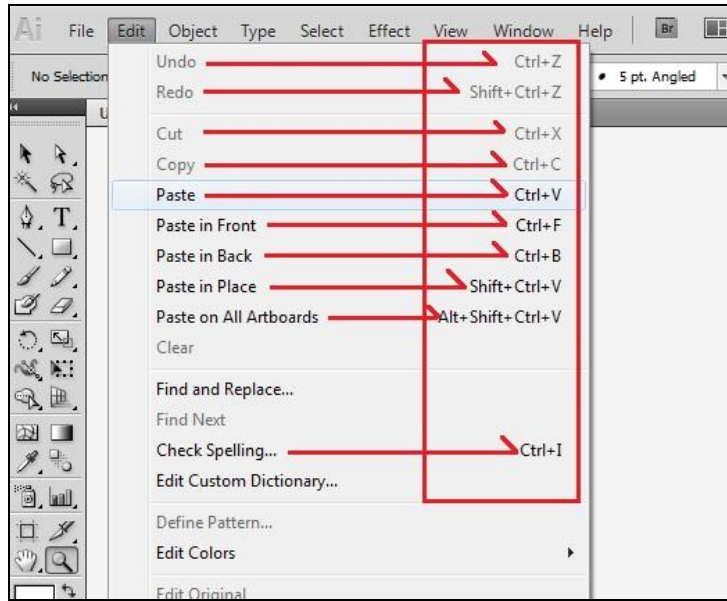 Ai File Edit Object Type Select Effect View Window Help Br
No Selection 5 pt. Angled
U
Undo Ctrl+Z
Redo Shift+Ctrl+Z
Cut Ctrl+X
Copy Ctrl+C
Paste Ctrl+V
Paste in Front Ctrl+F
Paste in Back Ctrl+B
Paste in Place Shift+Ctrl+V
Paste on All Artboards Alt+Shift+Ctrl+V
Clear
Find and Replace...
Find Next
Check Spelling... Ctrl+I
Edit Custom Dictionary...
Define Pattern...
Edit Colors
Edit Original